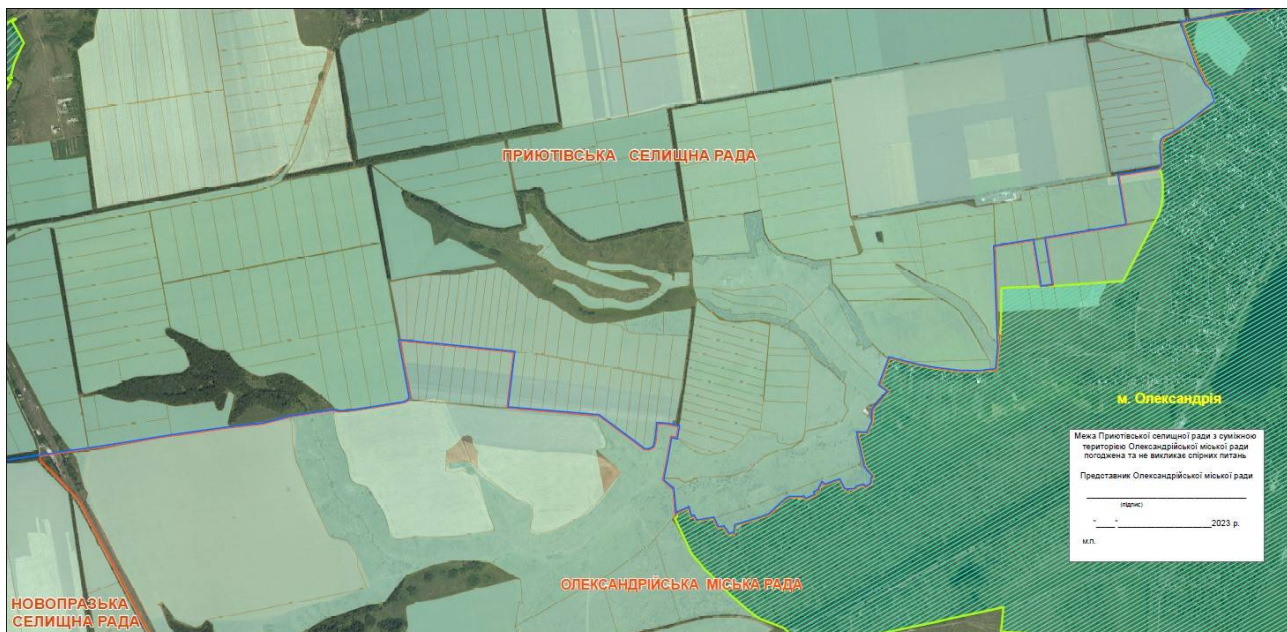 ПРИЮТІВСЬКА СЕЛИЩНА РАДА
м. Олександрія
Межа Приютівської селищної ради з суміжною
територією Олександрійської міської ради
погоджена та не викликає спірних питань
Представник Олександрійської міської ради
(підпис)
"____"____________________2023 р.
м.п.
ОЛЕКСАНДРІЙСЬКА МІСЬКА РАДА
НОВОПРАЗЬКА
СЕЛИЩНА РАДА